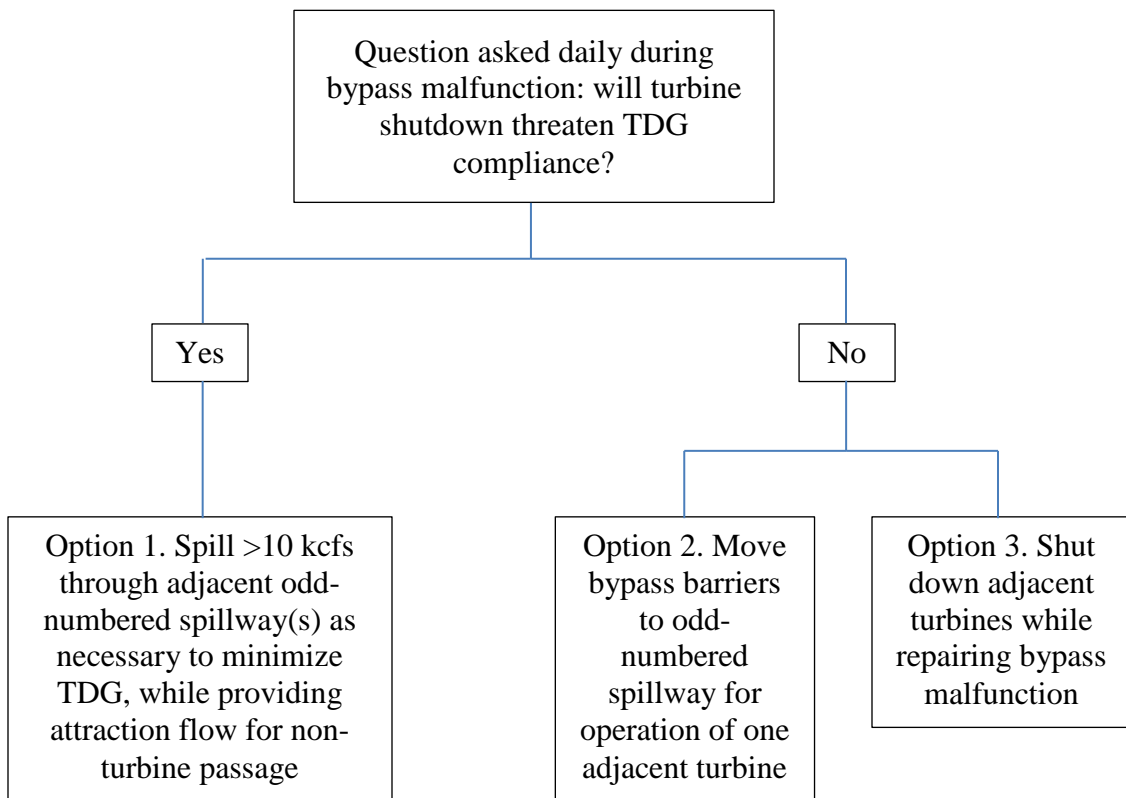 Question asked daily during
bypass malfunction: will turbine
shutdown threaten TDG
compliance?
Yes
No
Option 1. Spill >10 kcfs
through adjacent odd-
numbered spillway(s) as
necessary to minimize
TDG, while providing
attraction flow for non-
turbine passage
Option 2. Move
bypass barriers
to odd-
numbered
spillway for
operation of one
adjacent turbine
Option 3. Shut
down adjacent
turbines while
repairing bypass
malfunction